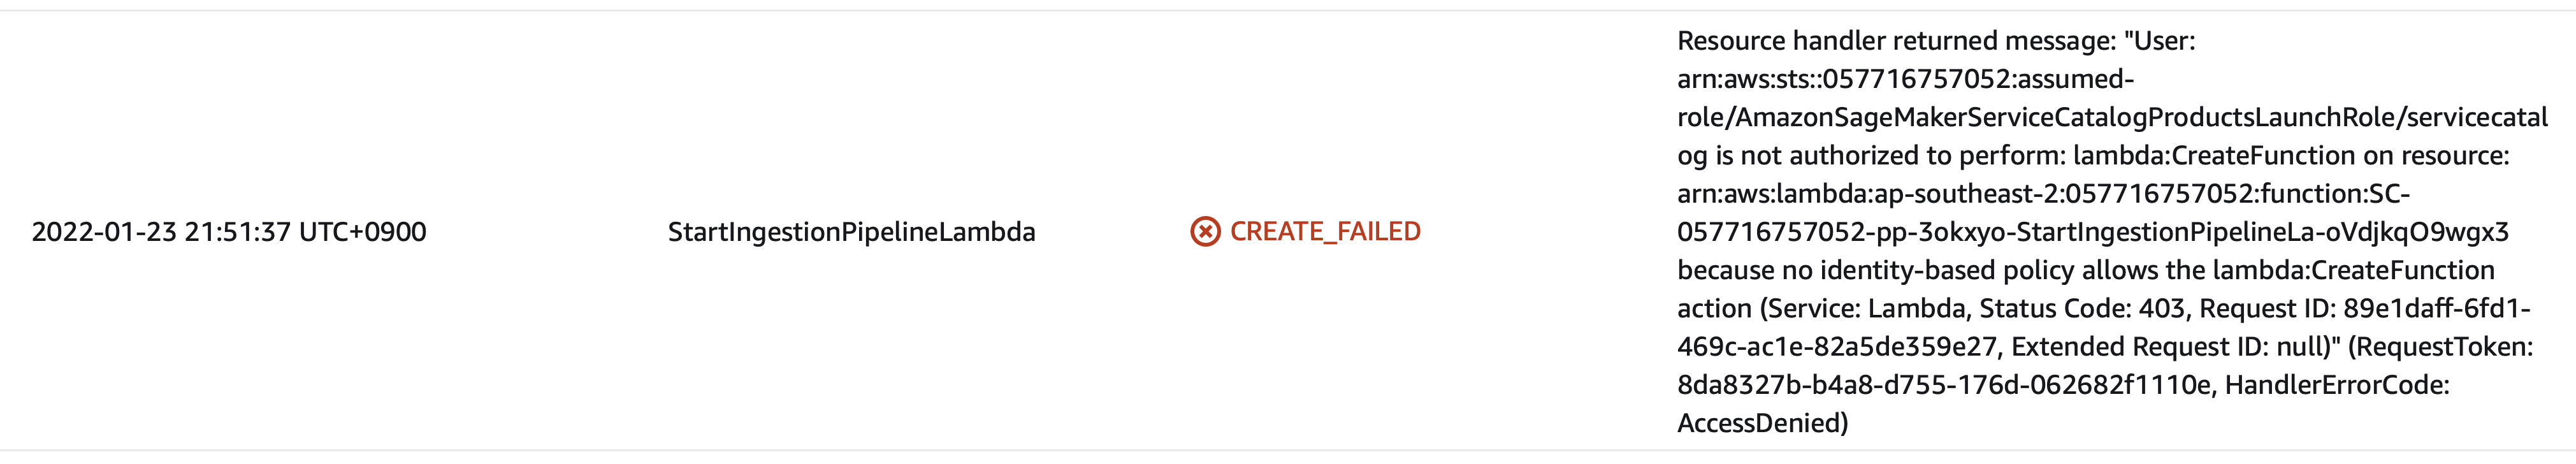 Resource handler returned message: "User:
arn:aws:sts::057716757052:assumed-
role/AmazonSageMakerServiceCatalogProductsLaunchRole/servicecatal
og is not authorized to perform: lambda:CreateFunction on resource:
arn:aws:lambda:ap-southeast-2:057716757052:function:SC-
2022-01-23 21:51:37 UTC+0900 StartIngestionPipelineLambda CREATE_FAILED 057716757052-pp-3okxyo-StartIngestionPipelineLa-oVdjkqO9wgx3
because no identity-based policy allows the lambda:CreateFunction
action (Service: Lambda, Status Code: 403, Request ID: 89e1daff-6fd1-
469c-ac1e-82a5de359e27, Extended Request ID: null)" (RequestToken:
8da8327b-b4a8-d755-176d-062682f1110e, HandlerErrorCode:
AccessDenied)